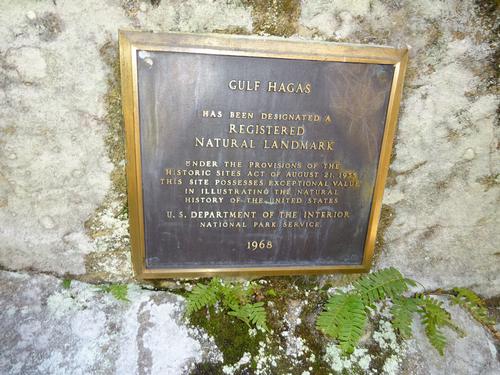 GULF HAGAS
HAS BEEN DESIGNATED A
REGISTERED
NATURAL LANDMARK
UNDER THE PROVISIONS OF THE
HISTORIC SITES ACT OF AUGUST 21, 1935
THIS SITE POSSESSES EXCEPTIONAL VALUE
IN ILLUSTRATING THE NATURAL
HISTORY OF THE UNITED STATES
U. S. DEPARTMENT OF THE INTERIOR
NATIONAL PARK SERVICE
1968